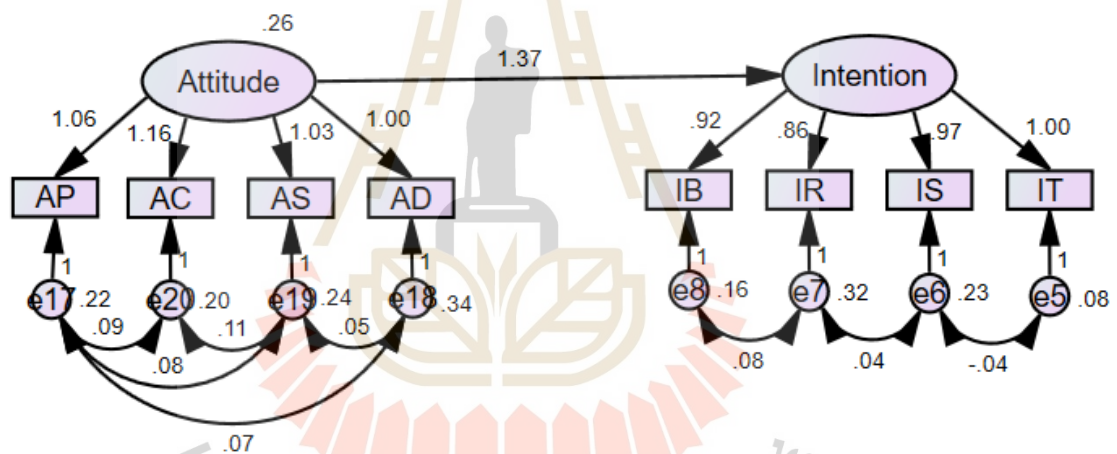 .26
1.37
Attitude
Intention
1.06
1.16
1.03
1.00
.92
.86
.97
1.00
AP
AC
AS
AD
IB
IR
IS
IT
1
1
1
1
1
1
1
1
e17 .22
e20 .20
e19 .24
e18 .34
e8 .16
e7 .32
e6 .23
e5 .08
.09
.11
.05
.08
.04
-.04
.08
.07